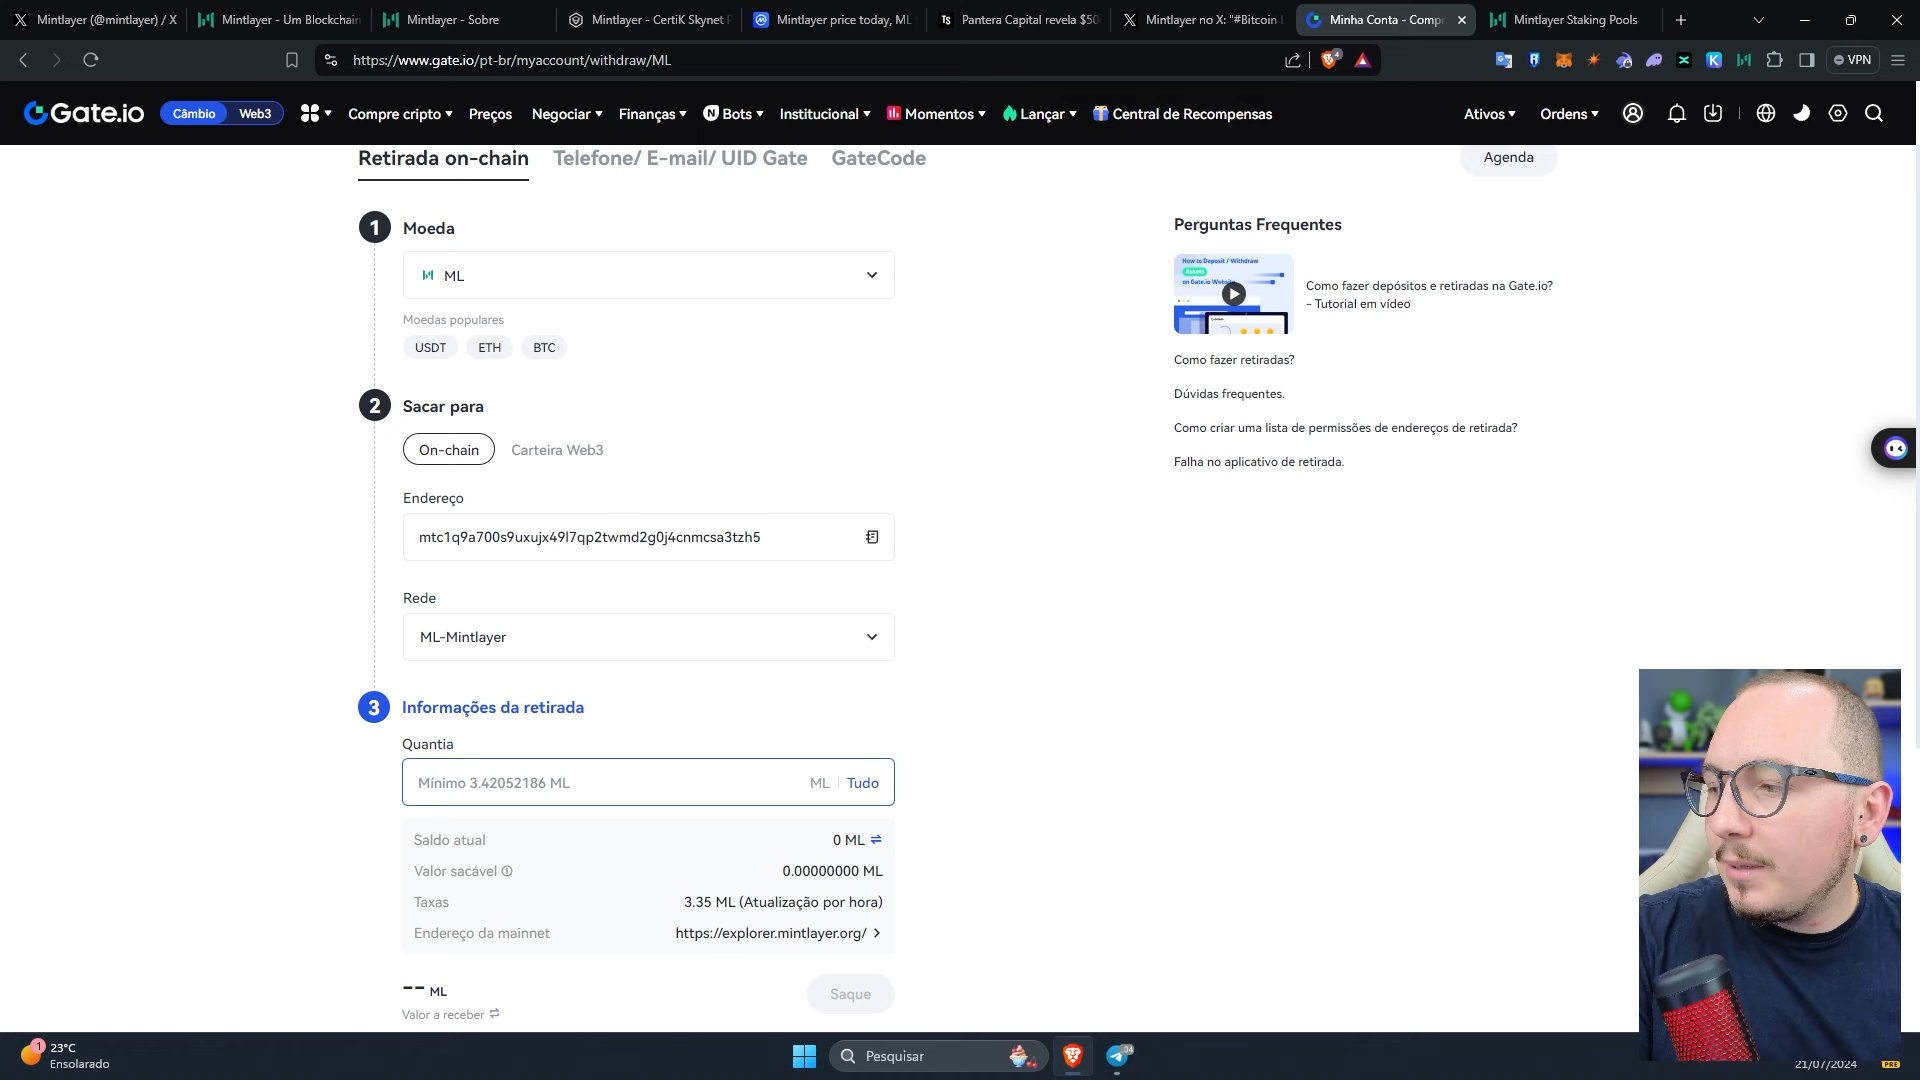 Mintlayer (@mintlayer) / X
Mintlayer - Um Blockchain
Mintlayer - Sobre
Mintlayer - CertiK Skynet P
Mintlayer price today, ML
Pantera Capital revela $50
Mintlayer no X: "#Bitcoin L
Minha Conta - Compr
Mintlayer Staking Pools
https://www.gate.io/pt-br/myaccount/withdraw/ML
4
VPN
Gate.io
Câmbio
Web3
Compre cripto
Preços
Negociar
Finanças
Bots
Institucional
Momentos
Lançar
Central de Recompensas
Ativos
Ordens
Retirada on-chain
Telefone/ E-mail/ UID Gate
GateCode
Agenda
1
Moeda
ML
Moedas populares
USDT
ETH
BTC
2
Sacar para
On-chain
Carteira Web3
Endereço
mtc1q9a700s9uxujx49l7qp2twmd2g0j4cnmcsa3tzh5
Rede
ML-Mintlayer
3
Informações da retirada
Quantia
Mínimo 3.42052186 ML
ML
Tudo
Saldo atual
0 ML
Valor sacável
0.00000000 ML
Taxas
3.35 ML (Atualização por hora)
Endereço da mainnet
https://explorer.mintlayer.org/
-- ML
Valor a receber
Saque
Perguntas Frequentes
How to Deposit / Withdraw
Assets
on Gate.io Website
Como fazer depósitos e retiradas na Gate.io?
- Tutorial em vídeo
Como fazer retiradas?
Dúvidas frequentes.
Como criar uma lista de permissões de endereços de retirada?
Falha no aplicativo de retirada.
1
23°C
Ensolarado
Pesquisar
21/07/2024
PRE